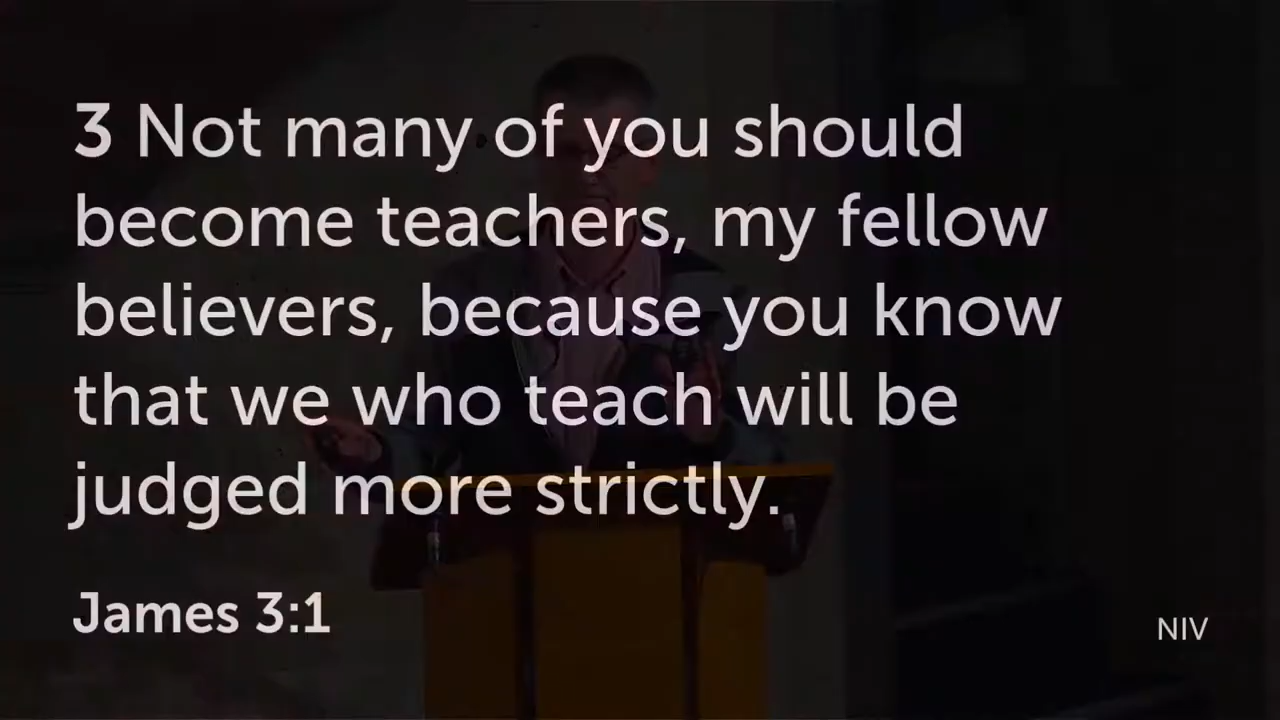 3 Not many of you should
become teachers, my fellow
believers, because you know
that we who teach will be
judged more strictly.
James 3:1
NIV